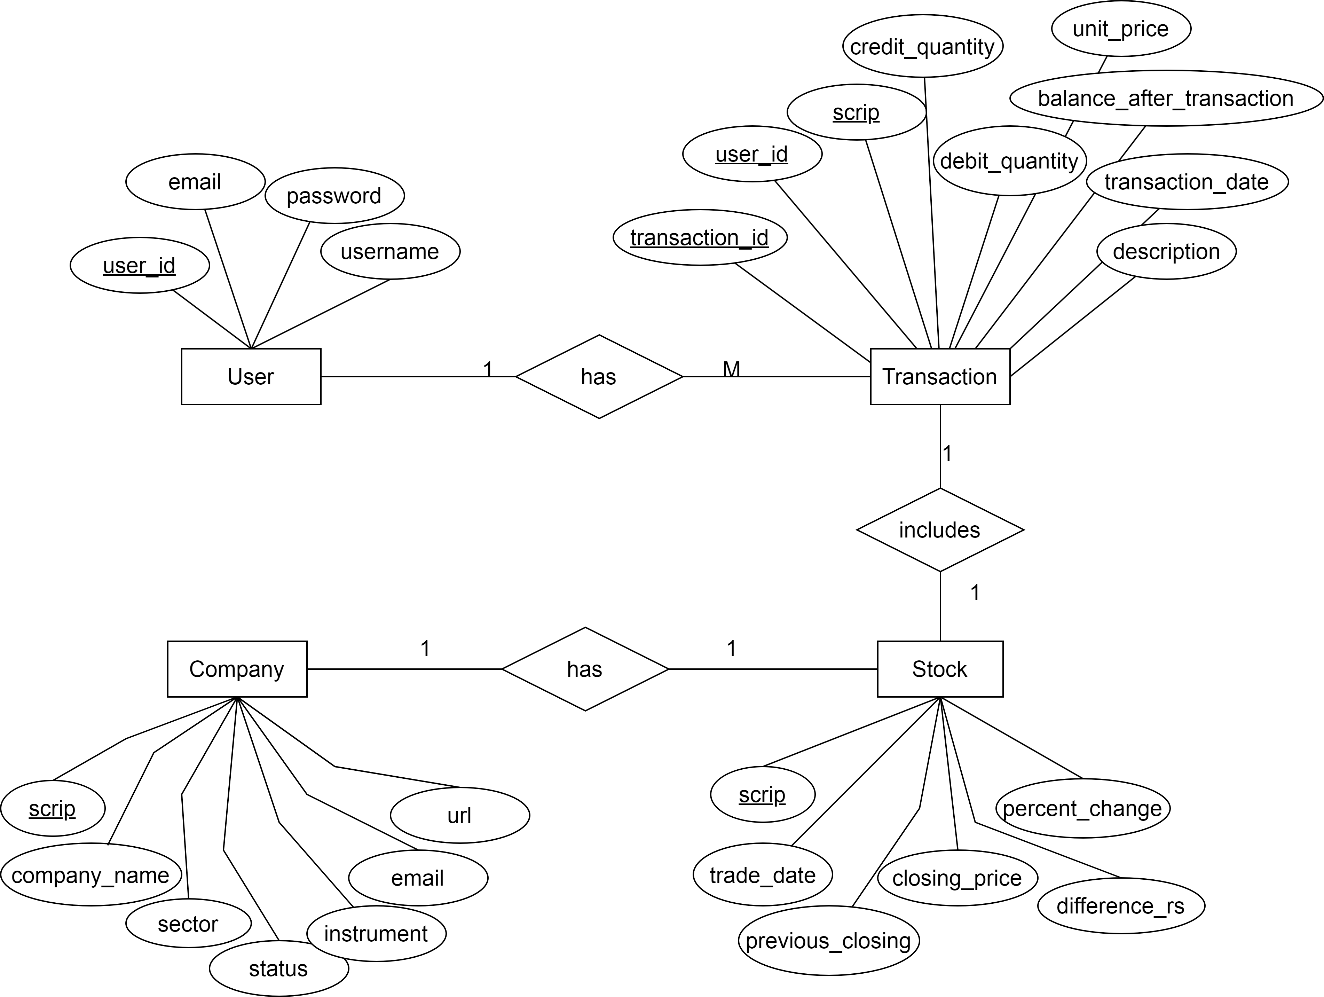 unit_price
credit_quantity
balance_after_transaction
scrip
user_id
debit_quantity
email
password
transaction_date
transaction_id
username
description
user_id
User
1
has
M
Transaction
1
includes
1
Company
1
has
1
Stock
scrip
company_name
sector
status
instrument
email
url
scrip
trade_date
previous_closing
closing_price
difference_rs
percent_change